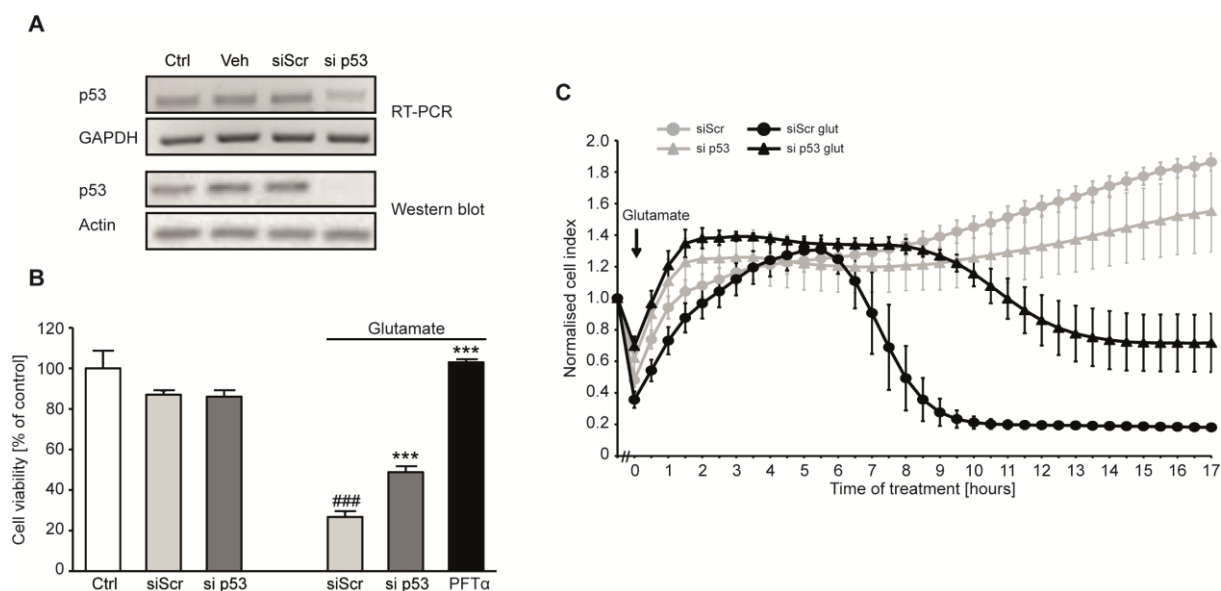 A
Ctrl Veh siScr si p53
p53
RT-PCR
GAPDH
p53
Western blot
Actin
B
Glutamate
Cell viability [% of control]
120
100
80
60
40
20
0
###
***
***
Ctrl siScr si p53 siScr si p53 PFTα
C
siScr siScr glut
si p53 si p53 glut
Glutamate
Normalised cell index
2.0
1.8
1.6
1.4
1.2
1.0
0.8
0.6
0.4
0.2
0
0 1 2 3 4 5 6 7 8 9 10 11 12 13 14 15 16 17
Time of treatment [hours]